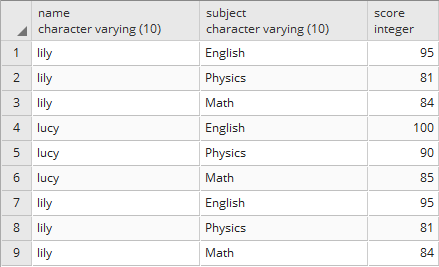 name subject score
character varying (10) character varying (10) integer
1 lily English 95
2 lily Physics 81
3 lily Math 84
4 lucy English 100
5 lucy Physics 90
6 lucy Math 85
7 lily English 95
8 lily Physics 81
9 lily Math 84